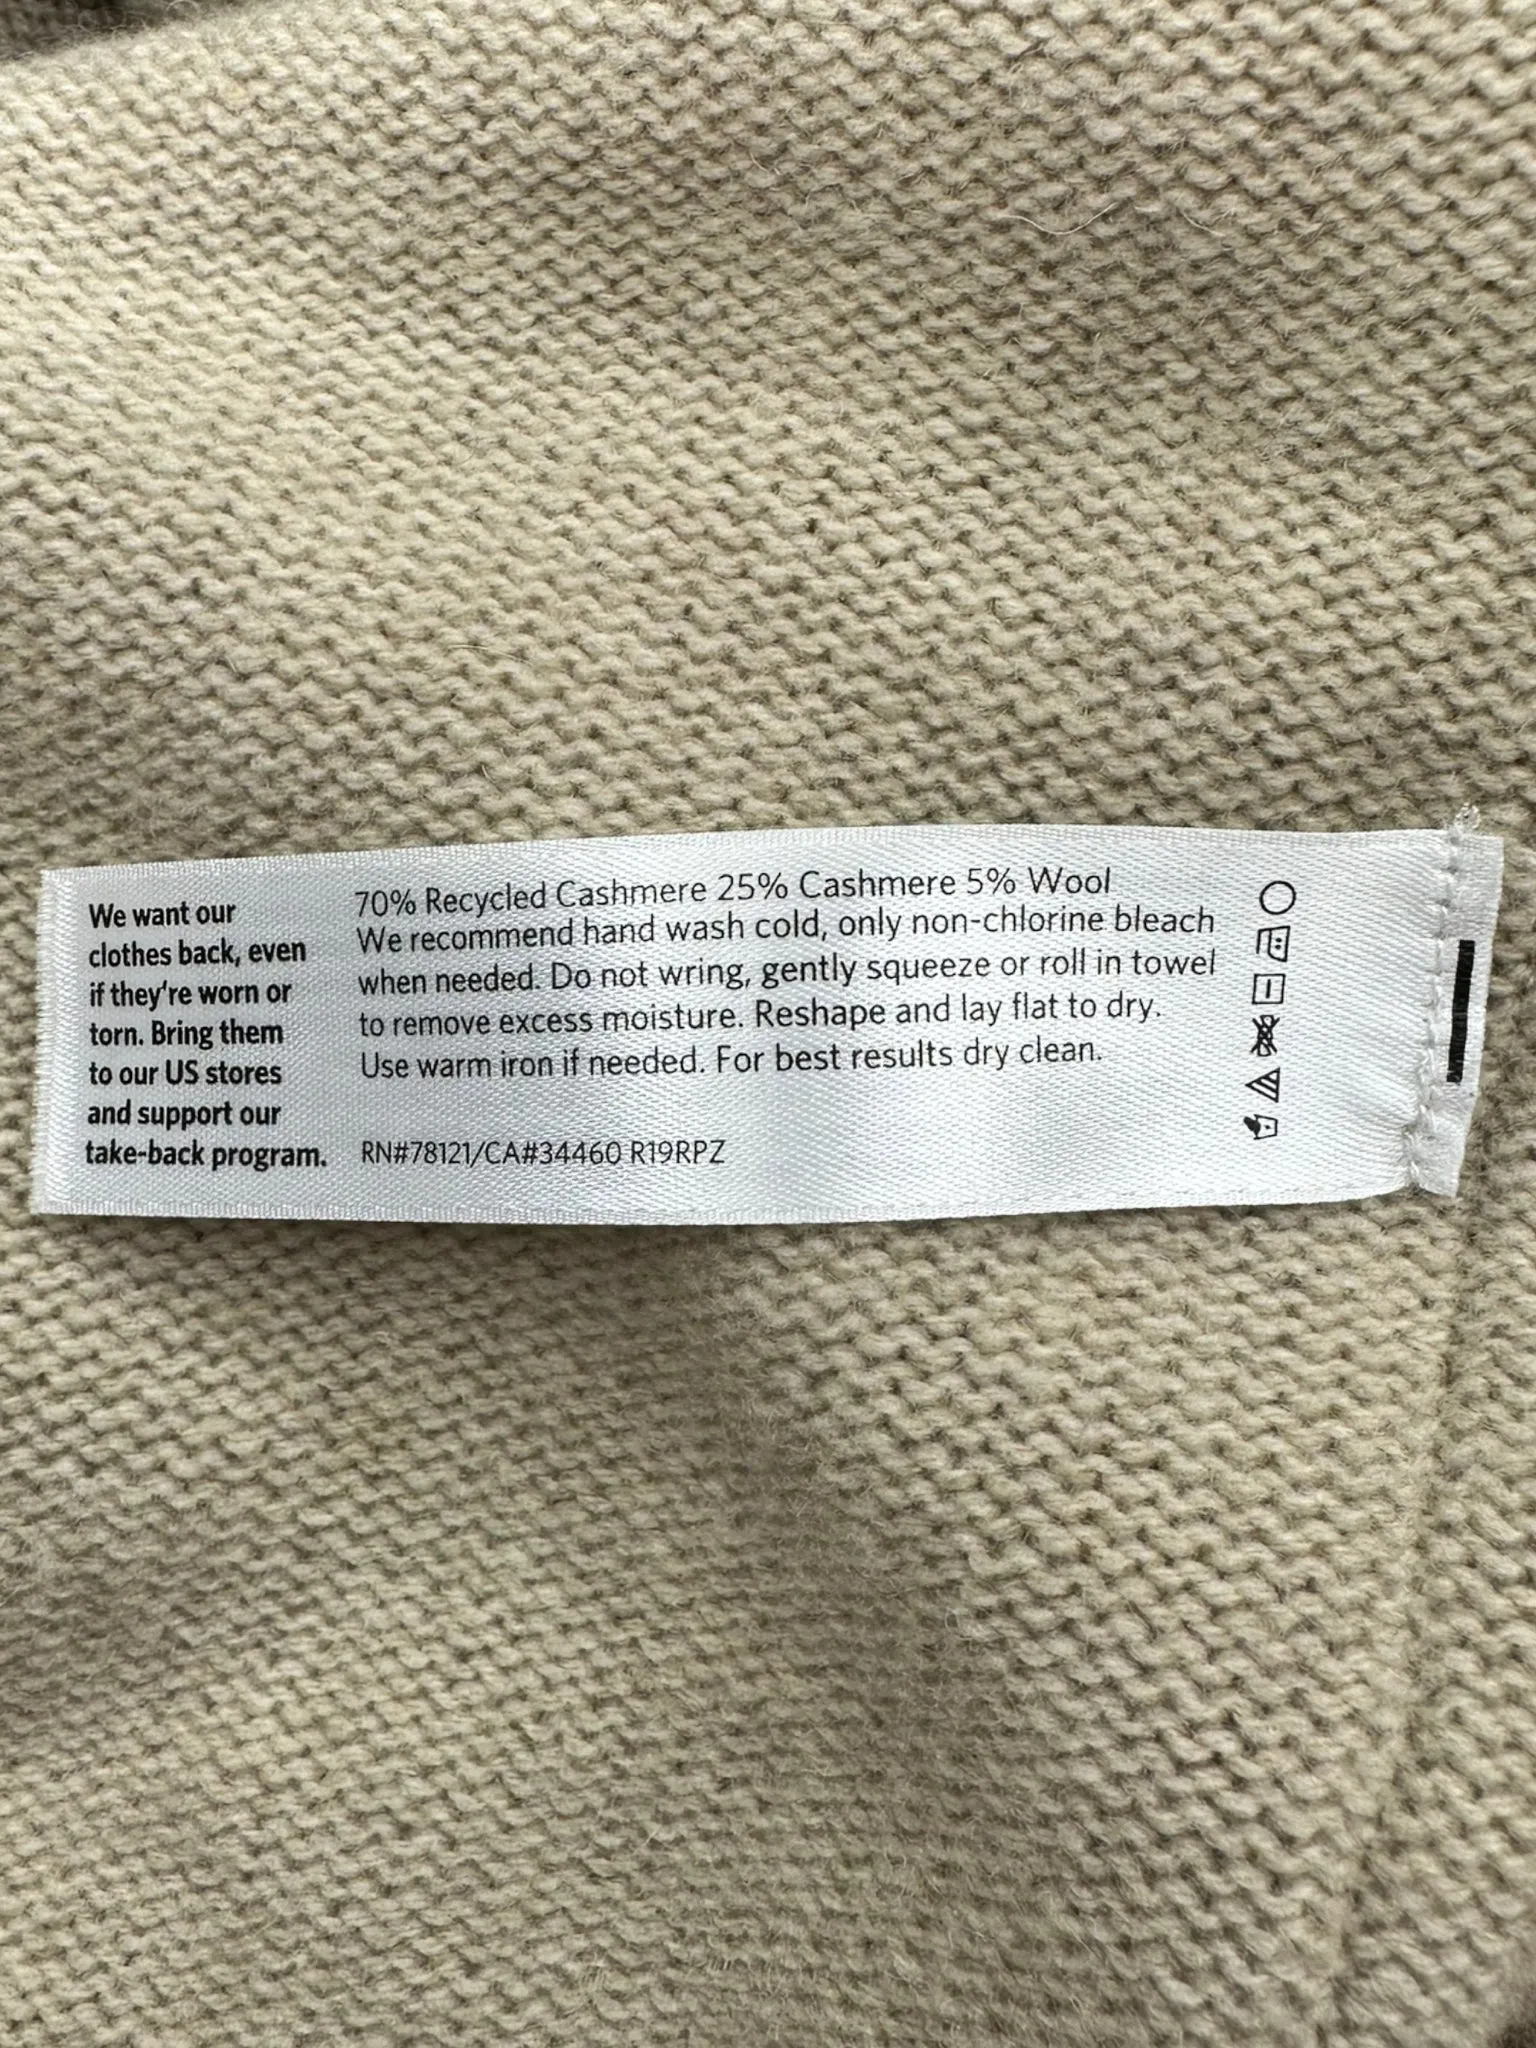 We want our
clothes back, even
if they're worn or
torn. Bring them
to our US stores
and support our
take-back program.
70% Recycled Cashmere 25% Cashmere 5% Wool
We recommend hand wash cold, only non-chlorine bleach
when needed. Do not wring, gently squeeze or roll in towel
to remove excess moisture. Reshape and lay flat to dry.
Use warm iron if needed. For best results dry clean.
RN#78121/CA#34460 R19RPZ